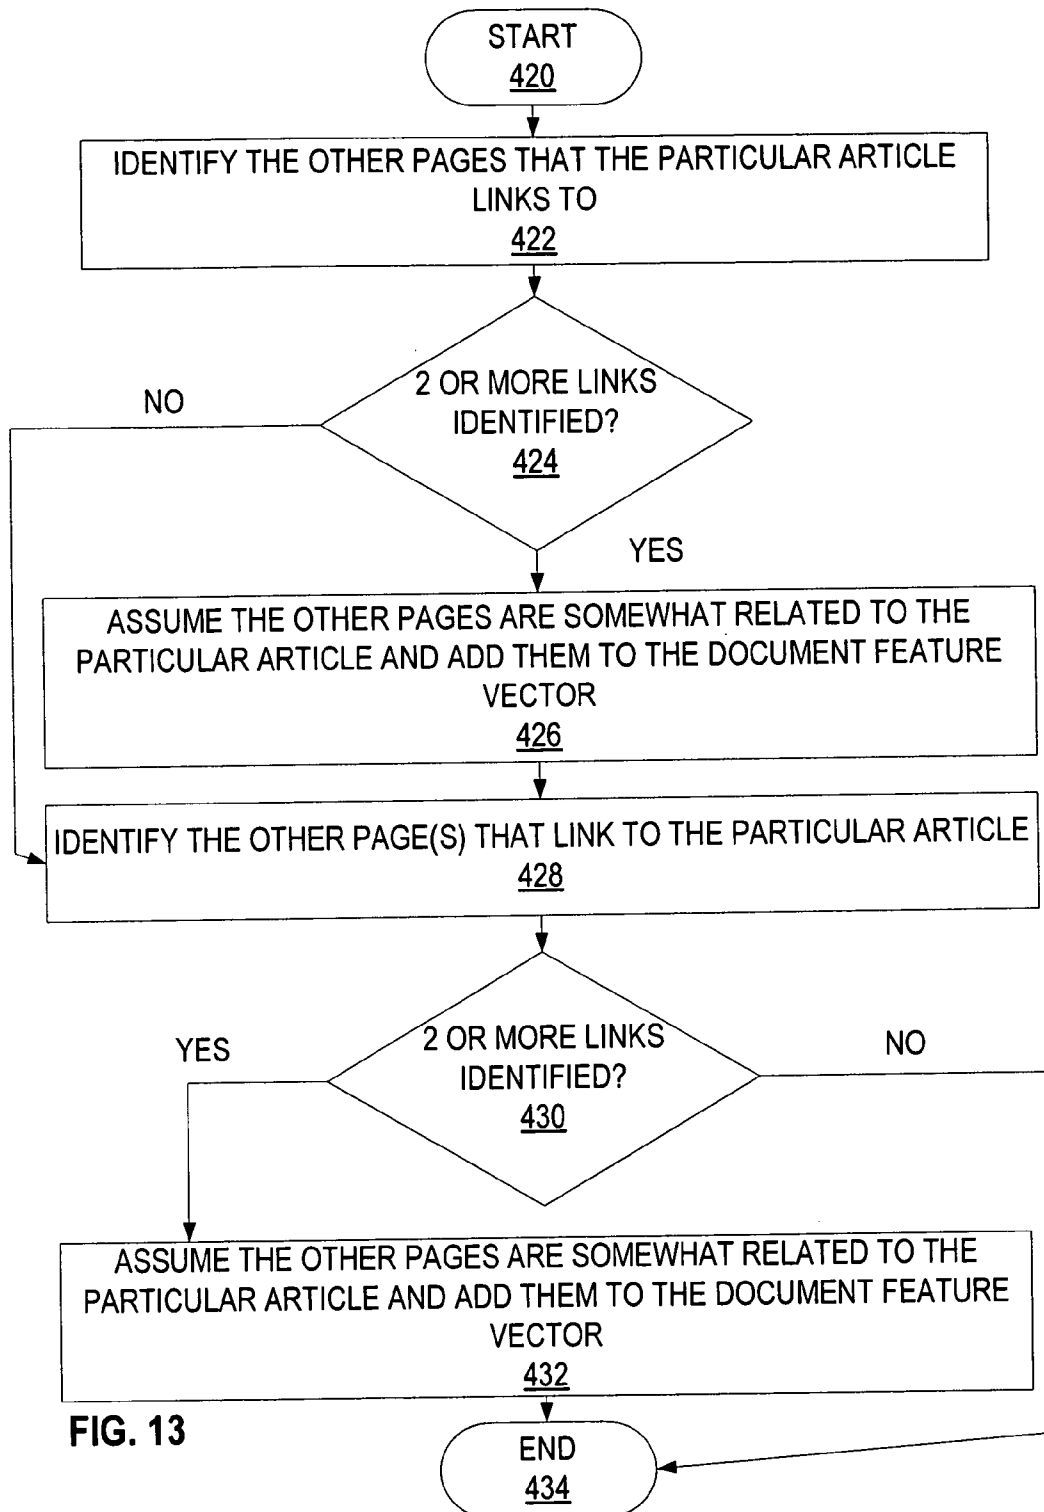 START
420
IDENTIFY THE OTHER PAGES THAT THE PARTICULAR ARTICLE
LINKS TO
422
2 OR MORE LINKS
IDENTIFIED?
424
NO
YES
ASSUME THE OTHER PAGES ARE SOMEWHAT RELATED TO THE
PARTICULAR ARTICLE AND ADD THEM TO THE DOCUMENT FEATURE
VECTOR
426
IDENTIFY THE OTHER PAGE(S) THAT LINK TO THE PARTICULAR ARTICLE
428
2 OR MORE LINKS
IDENTIFIED?
430
YES
NO
ASSUME THE OTHER PAGES ARE SOMEWHAT RELATED TO THE
PARTICULAR ARTICLE AND ADD THEM TO THE DOCUMENT FEATURE
VECTOR
432
FIG. 13
END
434